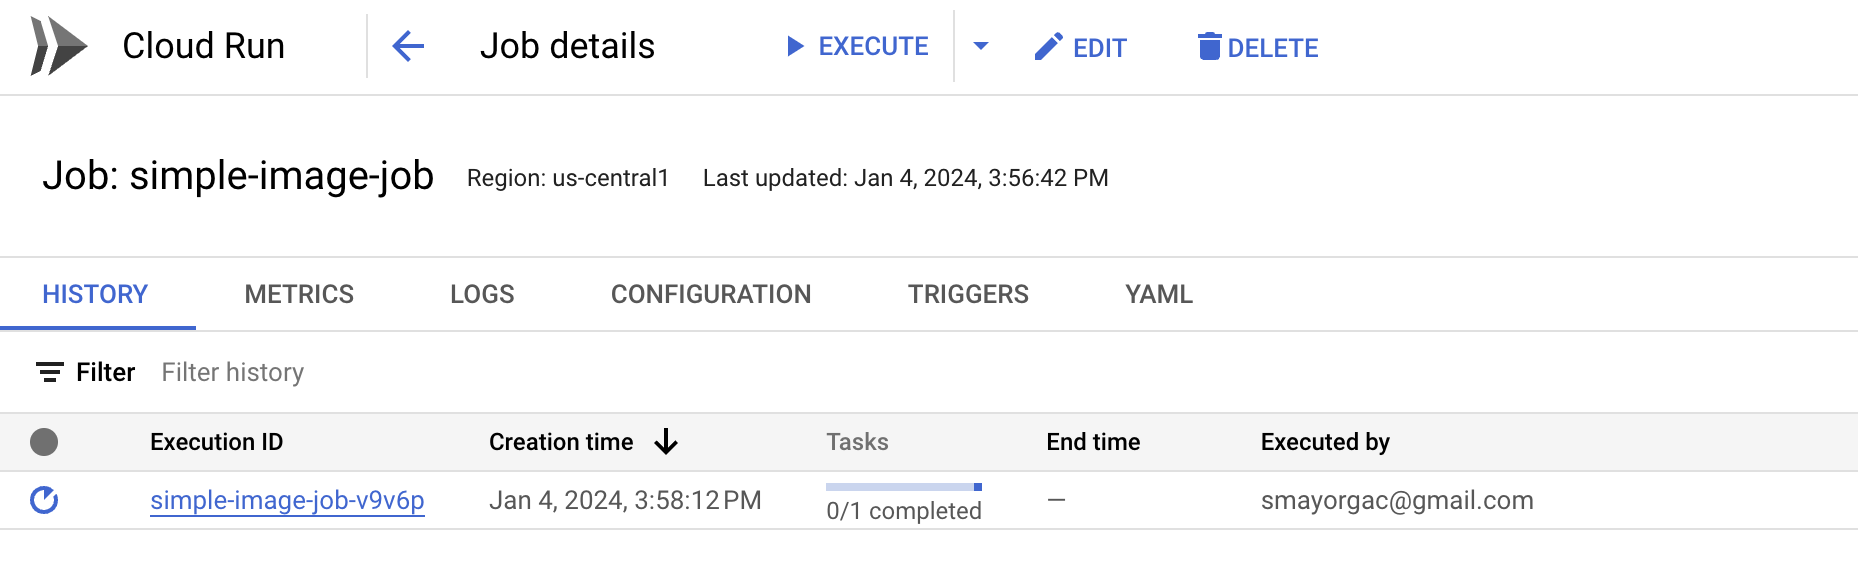 Cloud Run Job details EXECUTE EDIT DELETE
Job: simple-image-job Region: us-central1 Last updated: Jan 4, 2024, 3:56:42 PM
HISTORY METRICS LOGS CONFIGURATION TRIGGERS YAML
Filter Filter history
Execution ID Creation time Tasks End time Executed by
simple-image-job-v9v6p Jan 4, 2024, 3:58:12 PM 0/1 completed — smayorgac@gmail.com